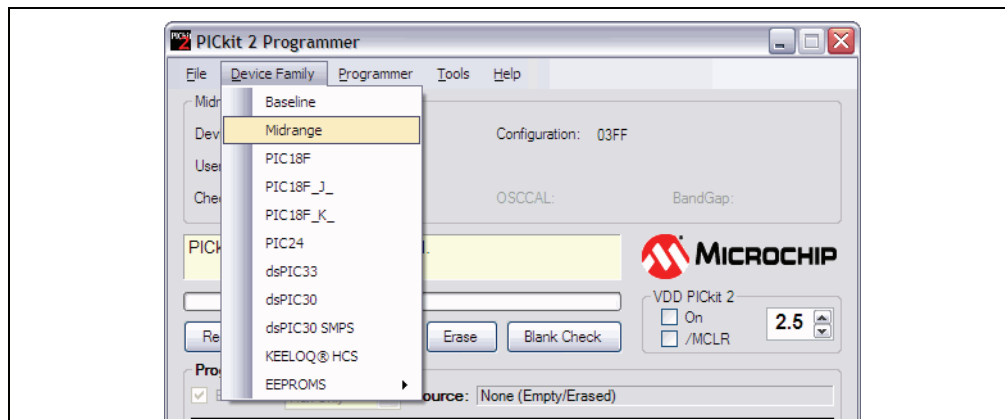 PICkit 2 Programmer
File Device Family Programmer Tools Help
Baseline
Midrange
PIC18F
PIC18F_J_
PIC18F_K_
PIC24
dsPIC33
dsPIC30
dsPIC30 SMPS
KEELOQ® HCS
EEPROMS
Configuration: 03FF
OSCCAL: BandGap:
MICROCHIP
VDD PICkit 2
On
/MCLR
2.5
Erase Blank Check
None (Empty/Erased)